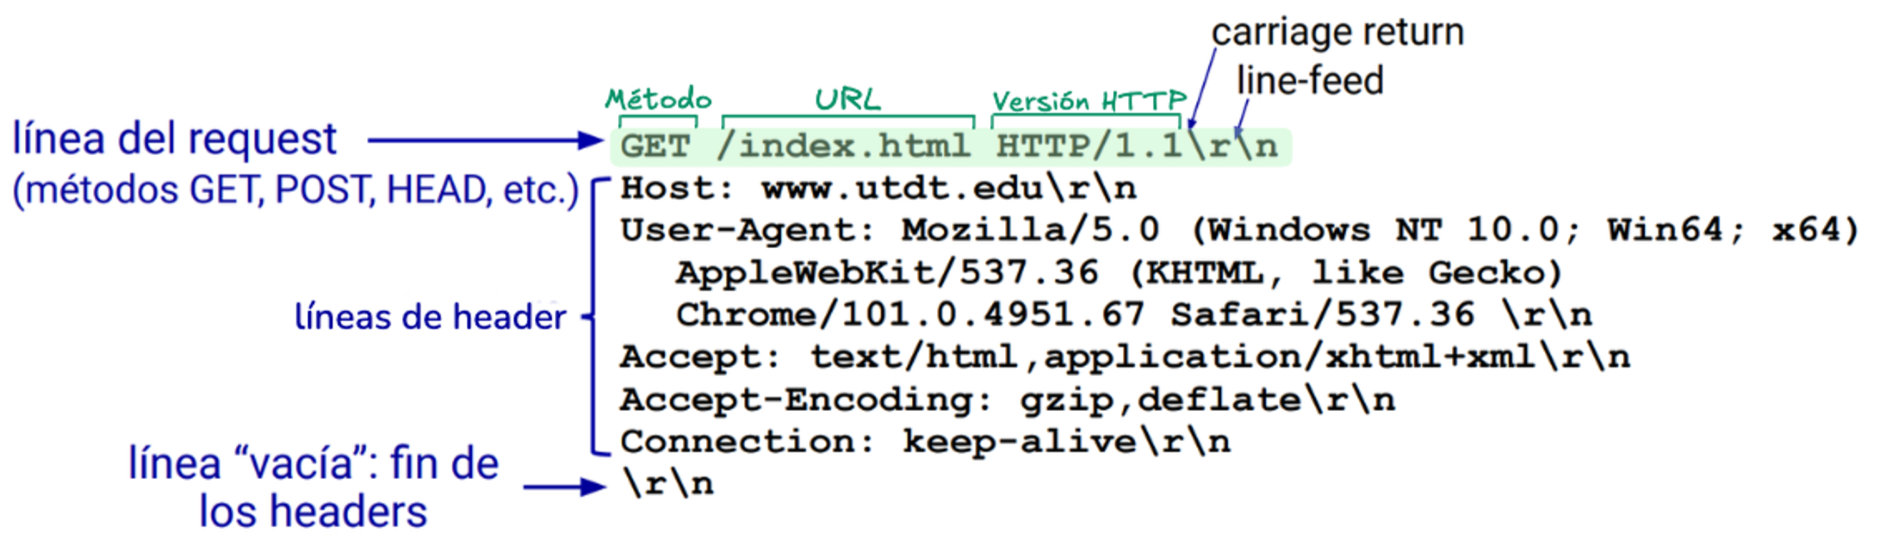 carriage return
line-feed
Método URL Versión HTTP
línea del request
GET /index.html HTTP/1.1\r\n
(métodos GET, POST, HEAD, etc.)
Host: www.utdt.edu\r\n
User-Agent: Mozilla/5.0 (Windows NT 10.0; Win64; x64)
AppleWebKit/537.36 (KHTML, like Gecko)
Chrome/101.0.4951.67 Safari/537.36 \r\n
líneas de header
Accept: text/html,application/xhtml+xml\r\n
Accept-Encoding: gzip,deflate\r\n
Connection: keep-alive\r\n
línea “vacía”: fin de
los headers
\r\n